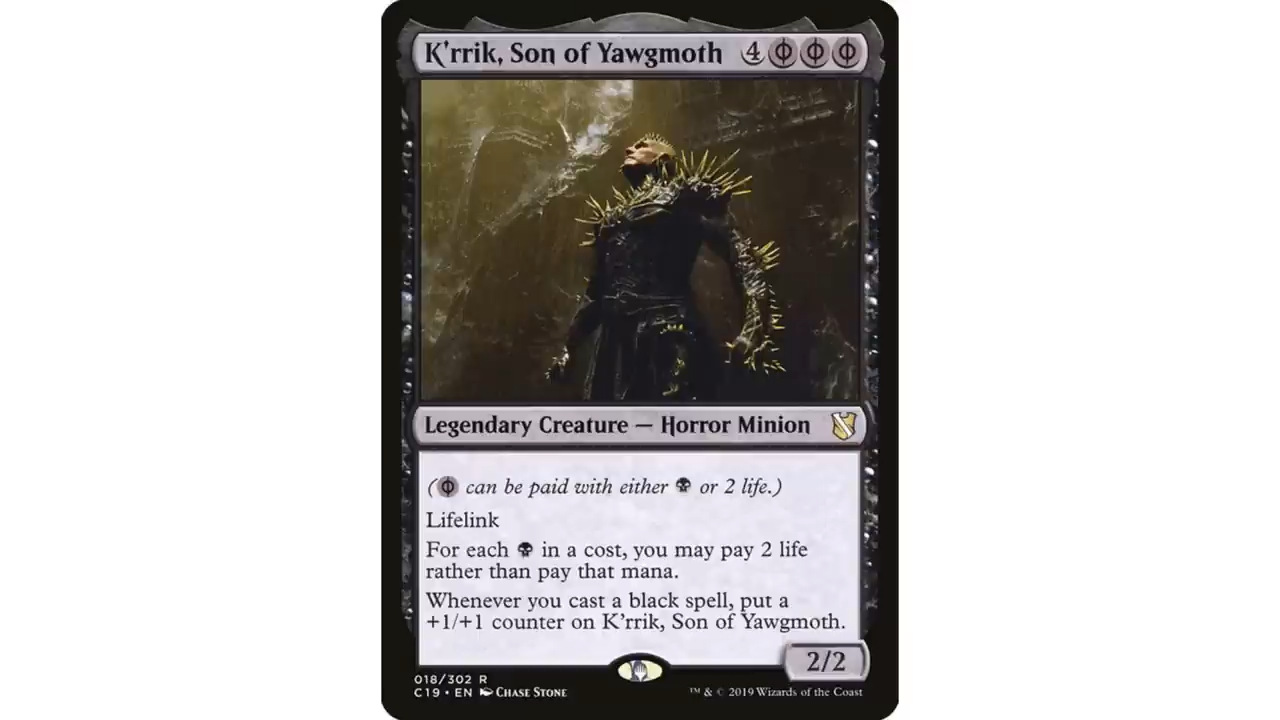 K'rrik, Son of Yawgmoth 4
Legendary Creature — Horror Minion
( can be paid with either or 2 life.)
Lifelink
For each in a cost, you may pay 2 life
rather than pay that mana.
Whenever you cast a black spell, put a
+1/+1 counter on K'rrik, Son of Yawgmoth.
2/2
018/302 R
C19 • EN CHASE STONE
™ & © 2019 Wizards of the Coast